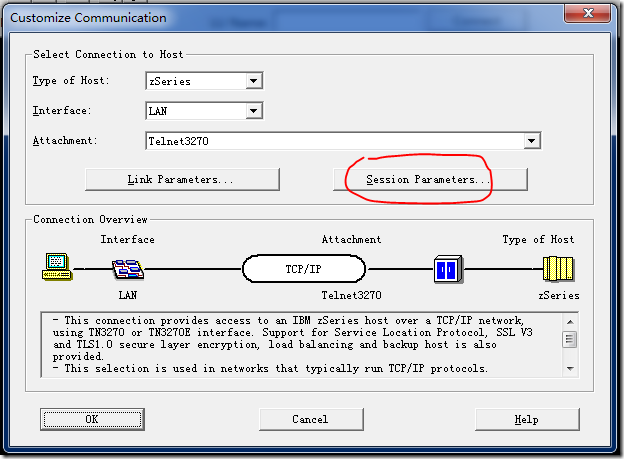 Customize Communication
Select Connection to Host
Type of Host:
zSeries
Interface:
LAN
Attachment:
Telnet3270
Link Parameters...
Session Parameters...
Connection Overview
Interface
Attachment
Type of Host
TCP/IP
LAN
Telnet3270
zSeries
- This connection provides access to an IBM zSeries host over a TCP/IP network,
using TN3270 or TN3270E interface. Support for Service Location Protocol, SSL V3
and TLS1.0 secure layer encryption, load balancing and backup host is also
provided.
- This selection is used in networks that typically run TCP/IP protocols.
OK
Cancel
Help